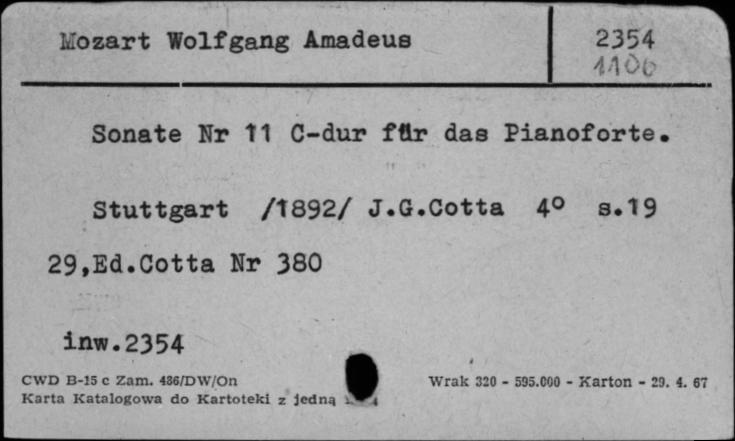 Mozart Wolfgang Amadeus 2354
1106
Sonate Nr 11 C-dur für das Pianoforte.
Stuttgart /1892/ J.G.Cotta 4° s.19
29,Ed.Cotta Nr 380
inw.2354
CWD B-15 c Zam. 486/DW/On Wrak 320 - 595.000 - Karton - 29. 4. 67
Karta Katalogowa do Kartoteki z jedną